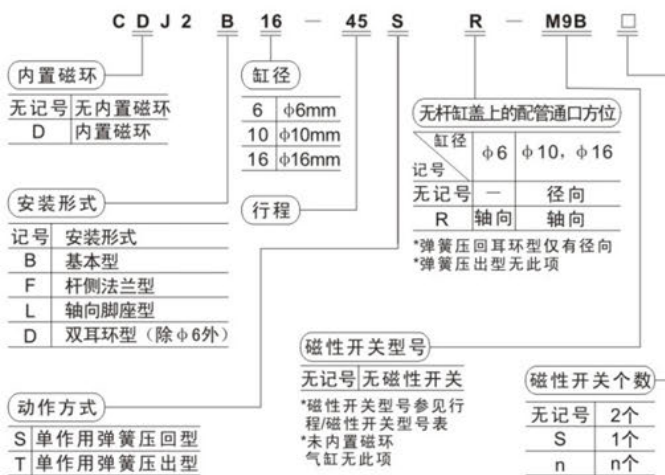 C D J 2 B 16 — 45 S R — M9B □
内置磁环
无记号 无内置磁环
D 内置磁环
缸径
6 φ6mm
10 φ10mm
16 φ16mm
无杆缸盖上的配管通口方位
缸径 φ6 φ10，φ16
记号
无记号 — 径向
R 轴向 轴向
*弹簧压回耳环型仅有径向
*弹簧压出型无此项
安装形式
记号 安装形式
B 基本型
F 杆侧法兰型
L 轴向脚座型
D 双耳环型（除φ6外）
行程
动作方式
S 单作用弹簧压回型
T 单作用弹簧压出型
磁性开关型号
无记号 无磁性开关
*磁性开关型号参见行
程/磁性开关型号表
*未内置磁环
气缸无此项
磁性开关个数
无记号 2个
S 1个
n n个